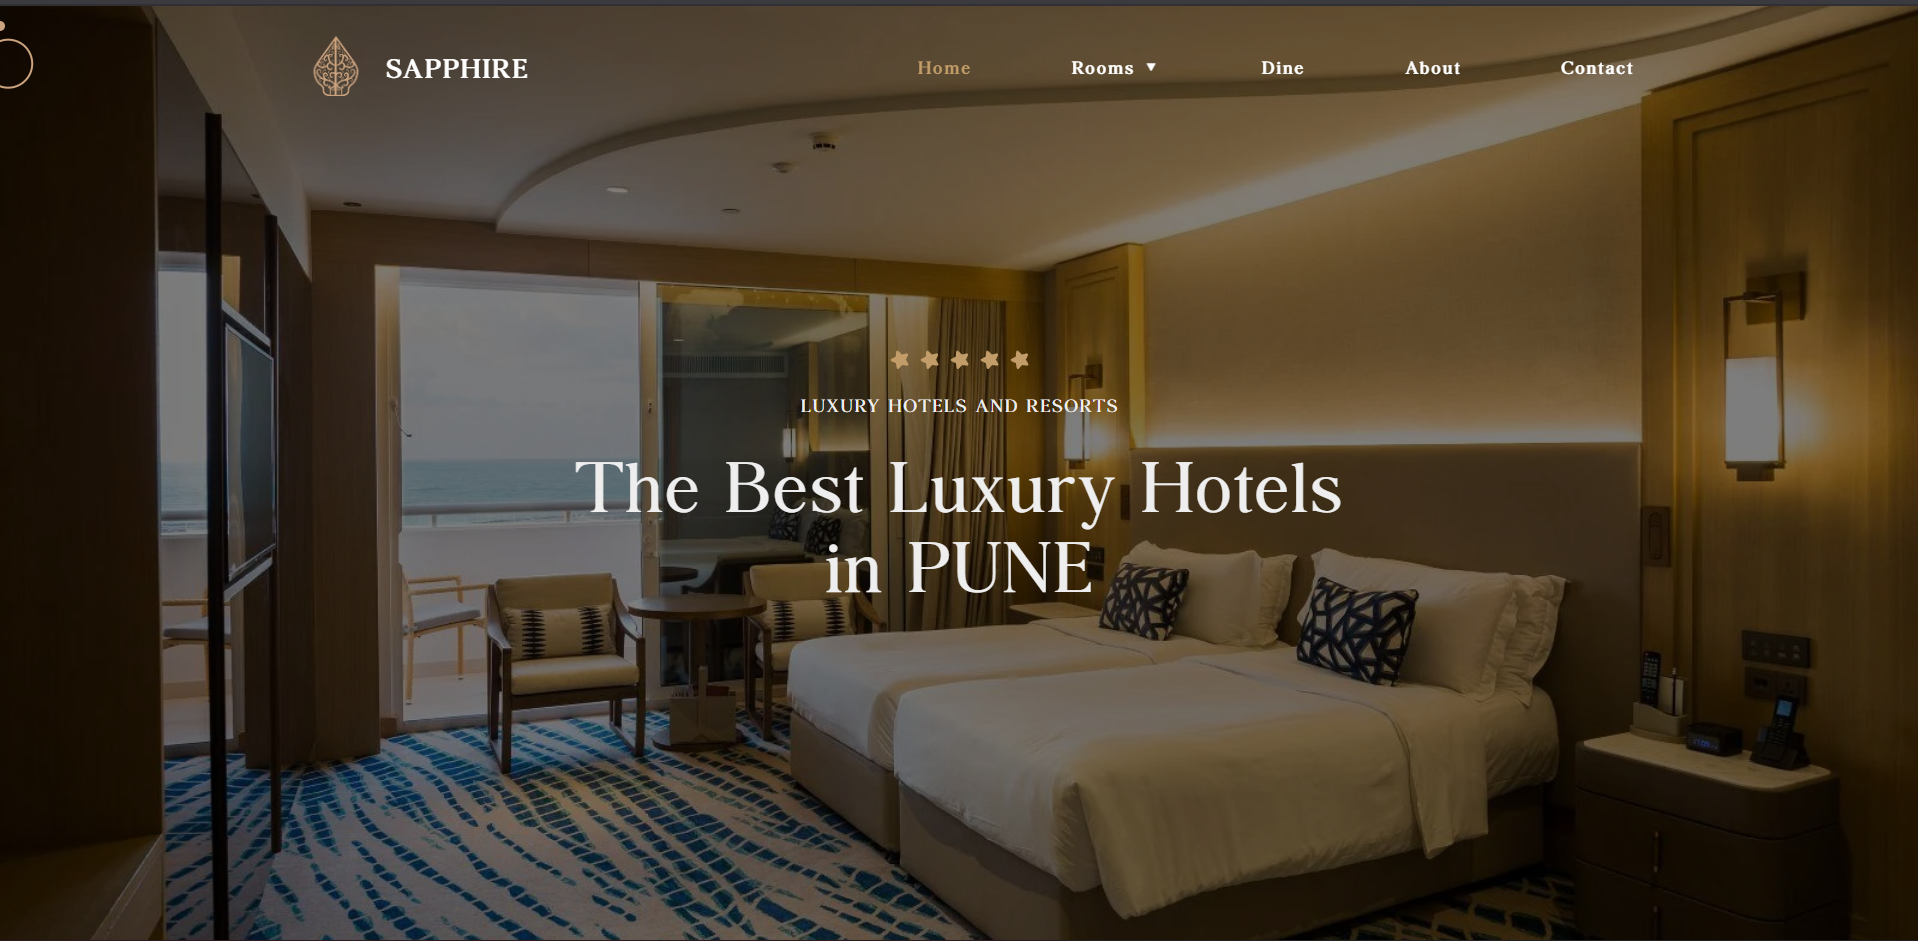 SAPPHIRE
Home Rooms ▼ Dine About Contact
LUXURY HOTELS AND RESORTS
The Best Luxury Hotels
in PUNE